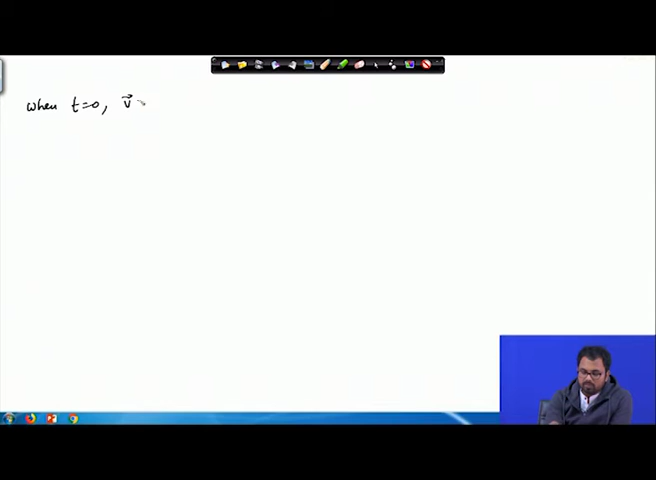 when t=0, v⃗